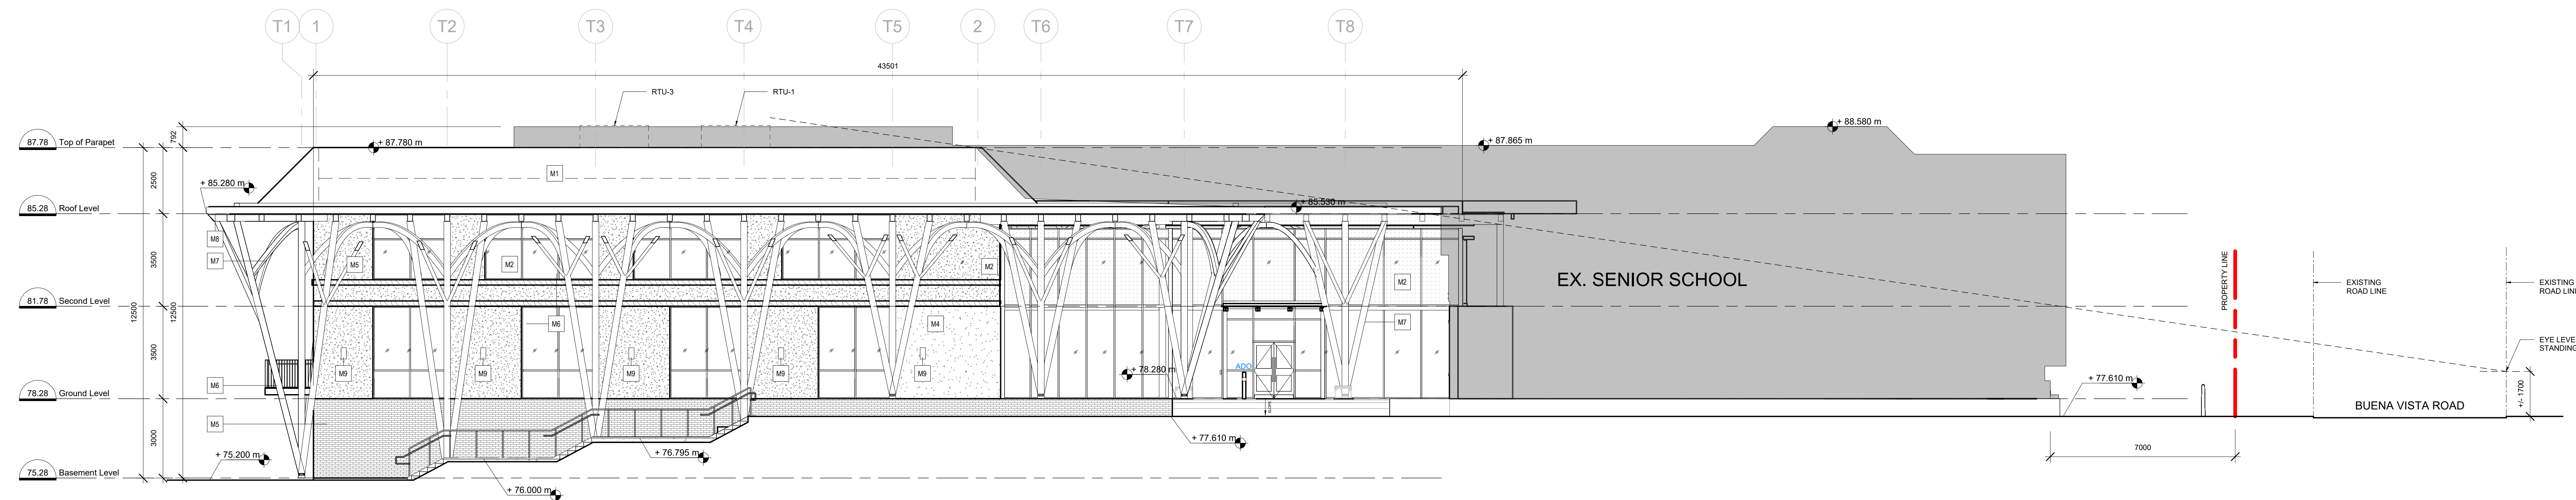 T1
1
T2
T3
T4
T5
2
T6
T7
T8
43501
RTU-3
RTU-1
792
87.78 Top of Parapet
+ 87.780 m
+ 87.865 m
+ 88.580 m
M1
2500
+ 85.280 m
85.28 Roof Level
+ 85.530 m
M8
M7
M5
M2
M2
M2
3500
EX. SENIOR SCHOOL
PROPERTY LINE
EXISTING
ROAD LINE
EXISTING
ROAD LINE
81.78 Second Level
12500
12500
M6
M4
M7
3500
M9
M9
M9
M9
M9
ADO
+ 78.280 m
M6
78.28 Ground Level
SLOPE
+ 77.610 m
EYE LEVE
STANDING
+/- 1700
BUENA VISTA ROAD
M5
3000
+ 77.610 m
+ 75.200 m
+ 76.795 m
7000
75.28 Basement Level
+ 76.000 m